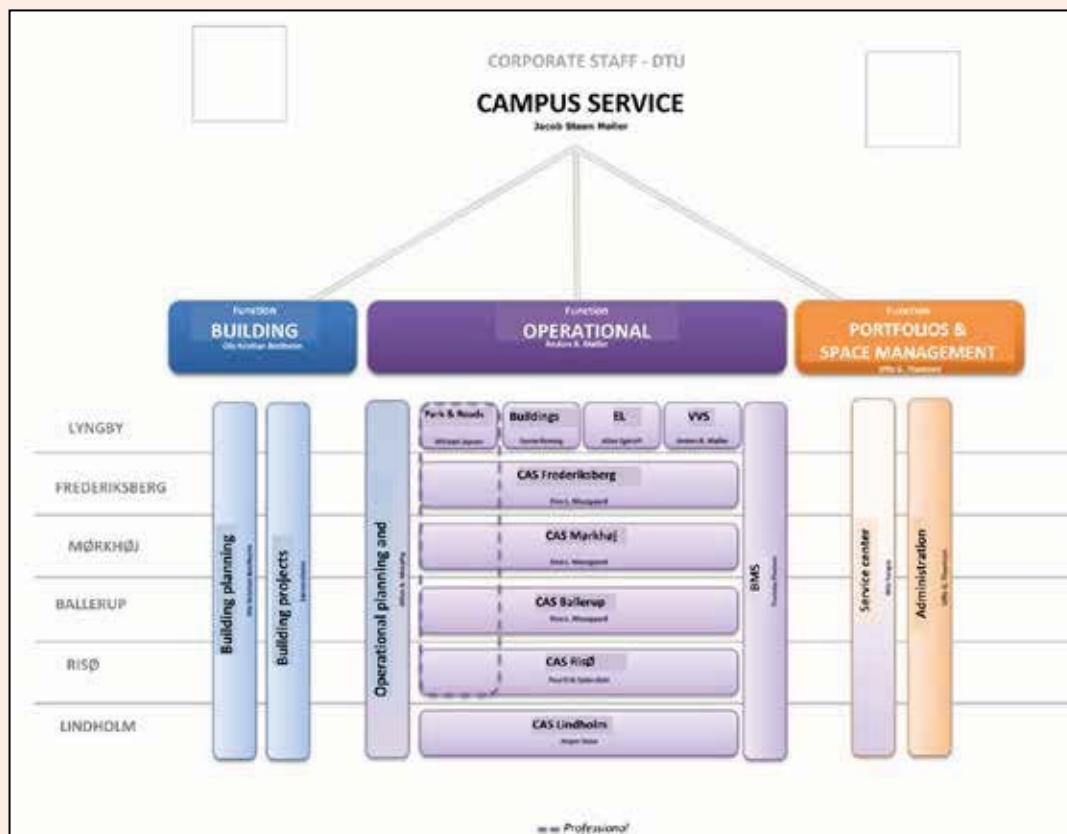 CORPORATE STAFF - DTU
CAMPUS SERVICE
Jacob Steen Møller
Function
BUILDING
Function
OPERATIONAL
Anders B. Møller
Function
PORTFOLIOS &
SPACE MANAGEMENT
LYNGBY
FREDERIKSBERG
MØRKHØJ
BALLERUP
RISØ
LINDHOLM
Building planning
Building projects
Operational planning and
Park & Roads
Buildings
EL
VVS
Anders B. Møller
CAS Frederiksberg
CAS Mørkhøj
CAS Ballerup
CAS RisØ
CAS Lindholm
BMS
Service center
Administration
Professional